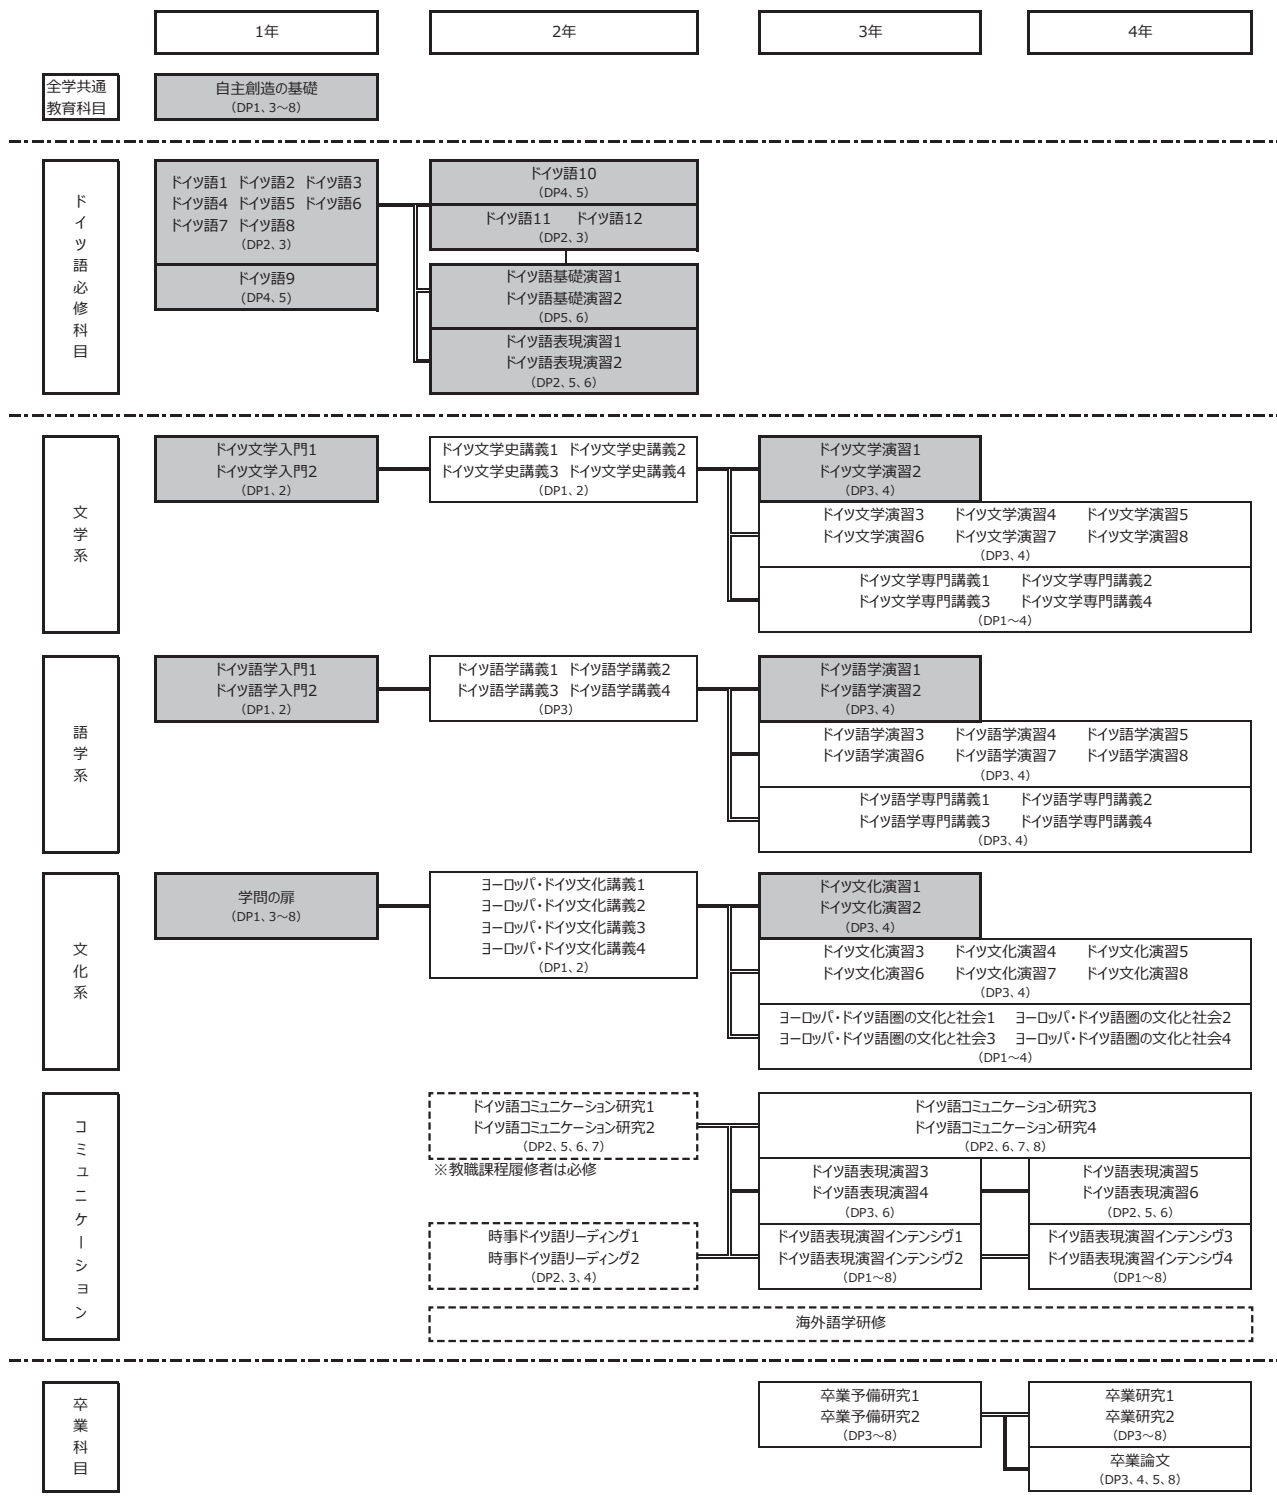 1年
2年
3年
4年
全学共通
教育科目
自主創造の基礎
(DP1、3～8)
ドイツ語必修科目
ドイツ語1 ドイツ語2 ドイツ語3
ドイツ語4 ドイツ語5 ドイツ語6
ドイツ語7 ドイツ語8
(DP2、3)
ドイツ語9
(DP4、5)
ドイツ語10
(DP4、5)
ドイツ語11 ドイツ語12
(DP2、3)
ドイツ語基礎演習1
ドイツ語基礎演習2
(DP5、6)
ドイツ語表現演習1
ドイツ語表現演習2
(DP2、5、6)
文学系
ドイツ文学入門1
ドイツ文学入門2
(DP1、2)
ドイツ文学史講義1 ドイツ文学史講義2
ドイツ文学史講義3 ドイツ文学史講義4
(DP1、2)
ドイツ文学演習1
ドイツ文学演習2
(DP3、4)
ドイツ文学演習3 ドイツ文学演習4 ドイツ文学演習5
ドイツ文学演習6 ドイツ文学演習7 ドイツ文学演習8
(DP3、4)
ドイツ文学専門講義1 ドイツ文学専門講義2
ドイツ文学専門講義3 ドイツ文学専門講義4
(DP1～4)
語学系
ドイツ語学入門1
ドイツ語学入門2
(DP1、2)
ドイツ語学講義1 ドイツ語学講義2
ドイツ語学講義3 ドイツ語学講義4
(DP3)
ドイツ語学演習1
ドイツ語学演習2
(DP3、4)
ドイツ語学演習3 ドイツ語学演習4 ドイツ語学演習5
ドイツ語学演習6 ドイツ語学演習7 ドイツ語学演習8
(DP3、4)
ドイツ語学専門講義1 ドイツ語学専門講義2
ドイツ語学専門講義3 ドイツ語学専門講義4
(DP3、4)
文化系
学問の扉
(DP1、3～8)
ヨーロッパ・ドイツ文化講義1
ヨーロッパ・ドイツ文化講義2
ヨーロッパ・ドイツ文化講義3
ヨーロッパ・ドイツ文化講義4
(DP1、2)
ドイツ文化演習1
ドイツ文化演習2
(DP3、4)
ドイツ文化演習3 ドイツ文化演習4 ドイツ文化演習5
ドイツ文化演習6 ドイツ文化演習7 ドイツ文化演習8
(DP3、4)
ヨーロッパ・ドイツ語圏の文化と社会1 ヨーロッパ・ドイツ語圏の文化と社会2
ヨーロッパ・ドイツ語圏の文化と社会3 ヨーロッパ・ドイツ語圏の文化と社会4
(DP1～4)
コミュニケーション
ドイツ語コミュニケーション研究1
ドイツ語コミュニケーション研究2
(DP2、5、6、7)
※教職課程履修者は必修
時事ドイツ語リーディング1
時事ドイツ語リーディング2
(DP2、3、4)
ドイツ語コミュニケーション研究3
ドイツ語コミュニケーション研究4
(DP2、6、7、8)
ドイツ語表現演習3
ドイツ語表現演習4
(DP3、6)
ドイツ語表現演習5
ドイツ語表現演習6
(DP2、5、6)
ドイツ語表現演習インテンシヴ1
ドイツ語表現演習インテンシヴ2
(DP1～8)
ドイツ語表現演習インテンシヴ3
ドイツ語表現演習インテンシヴ4
(DP1～8)
海外語学研修
卒業科目
卒業予備研究1
卒業予備研究2
(DP3～8)
卒業研究1
卒業研究2
(DP3～8)
卒業論文
(DP3、4、5、8)